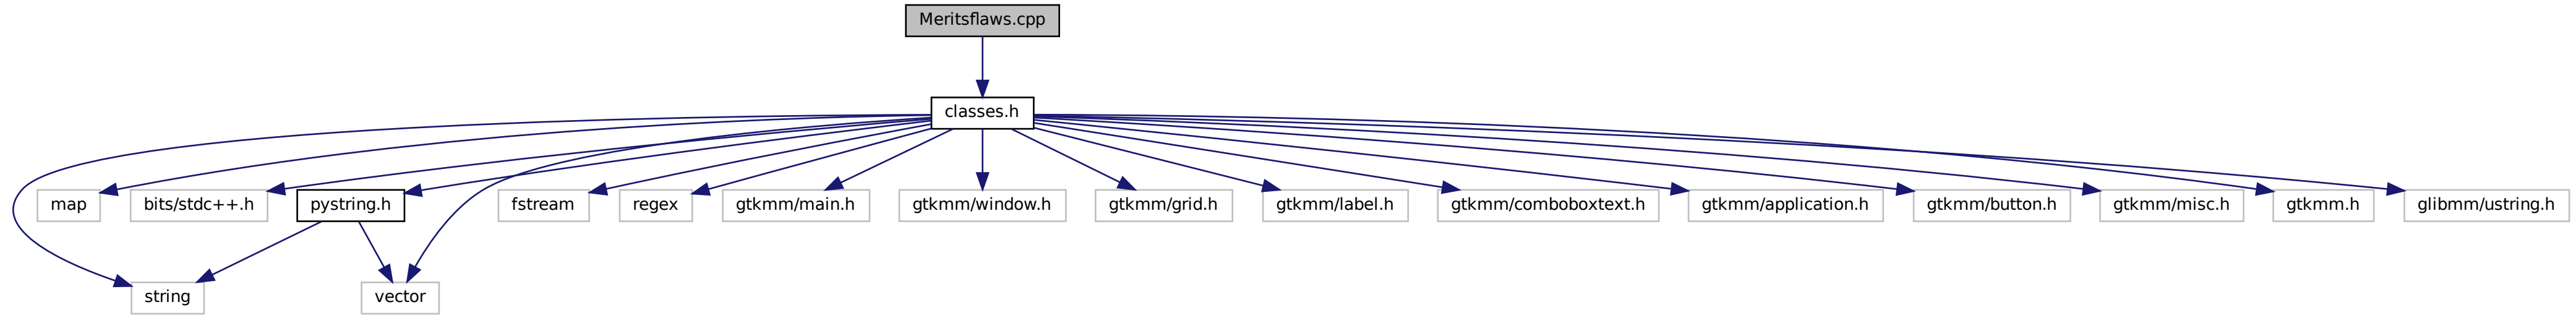 Meritsflaws.cpp
classes.h
map
bits/stdc++.h
pystring.h
fstream
regex
gtkmm/main.h
gtkmm/window.h
gtkmm/grid.h
gtkmm/label.h
gtkmm/comboboxtext.h
gtkmm/application.h
gtkmm/button.h
gtkmm/misc.h
gtkmm.h
glibmm/ustring.h
string
vector